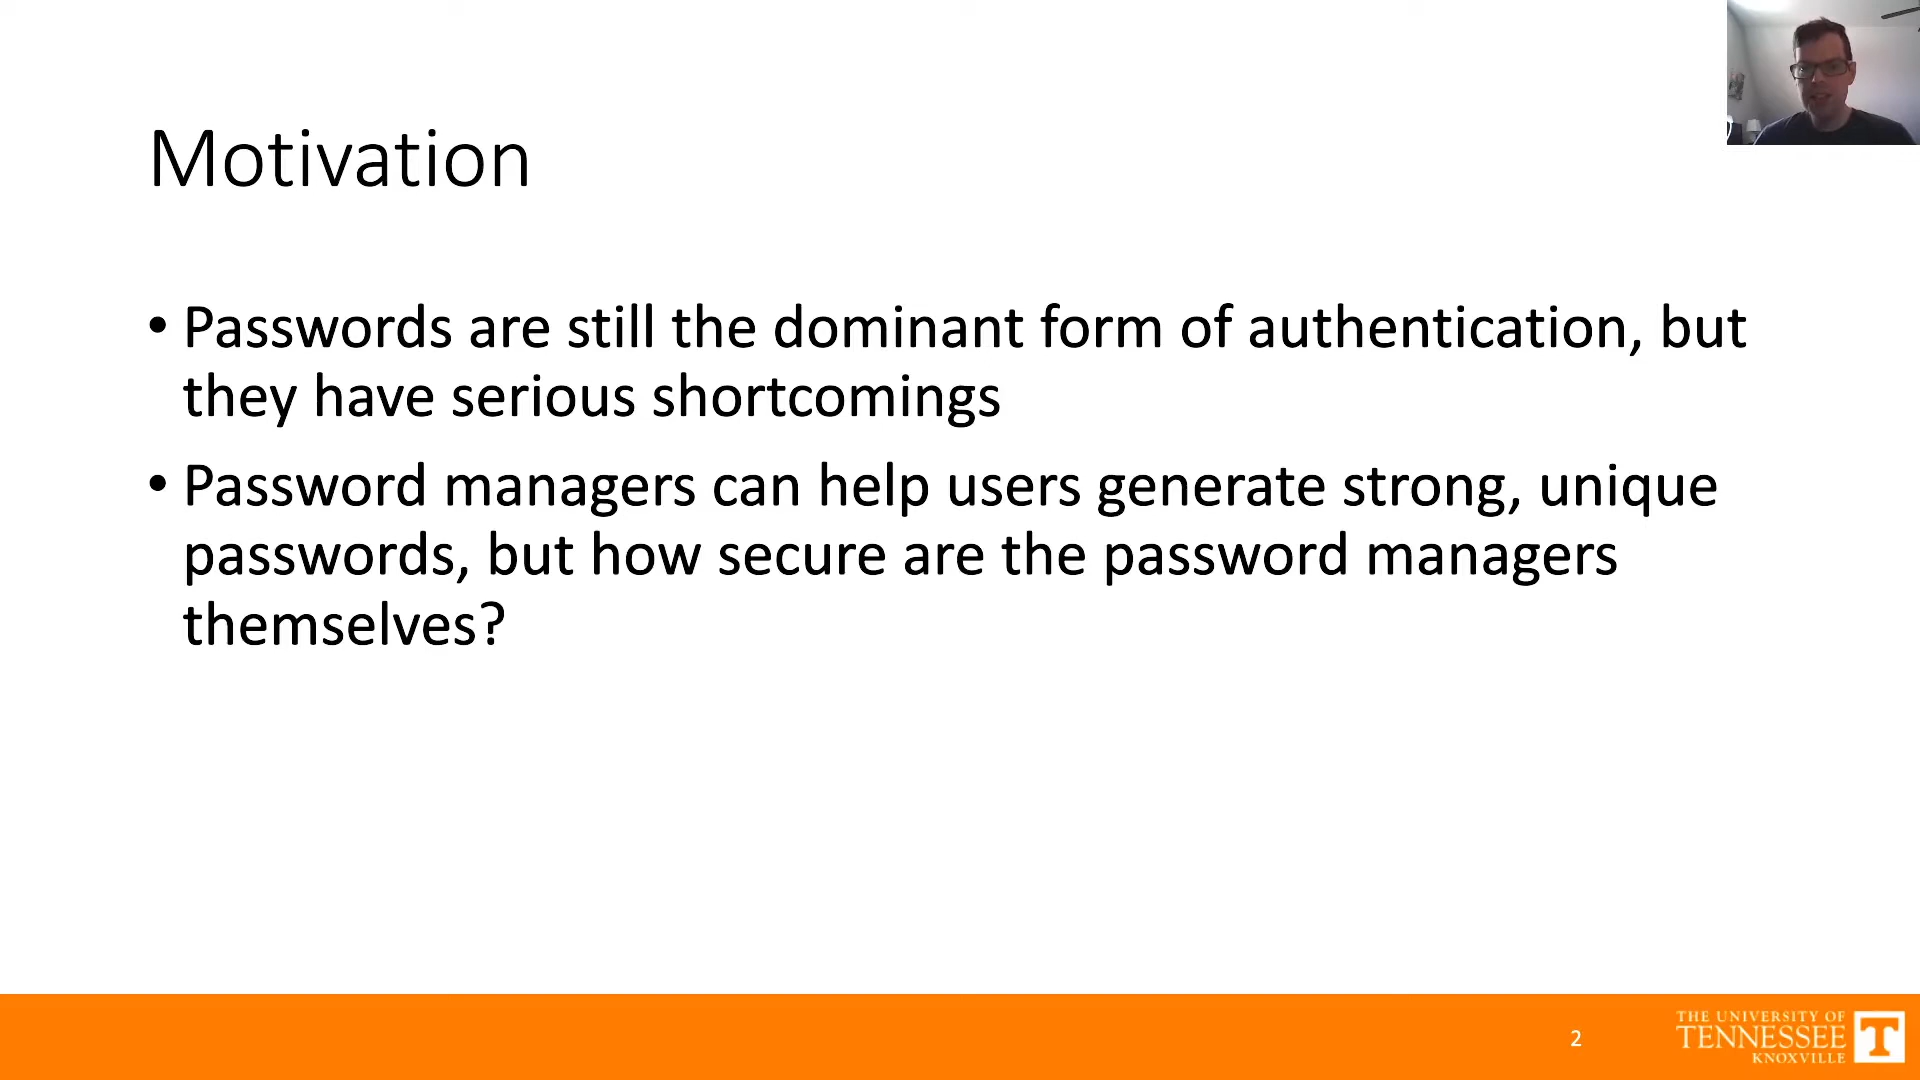 Motivation
• Passwords are still the dominant form of authentication, but
they have serious shortcomings
• Password managers can help users generate strong, unique
passwords, but how secure are the password managers
themselves?
2
THE UNIVERSITY OF
TENNESSEE
KNOXVILLE
T